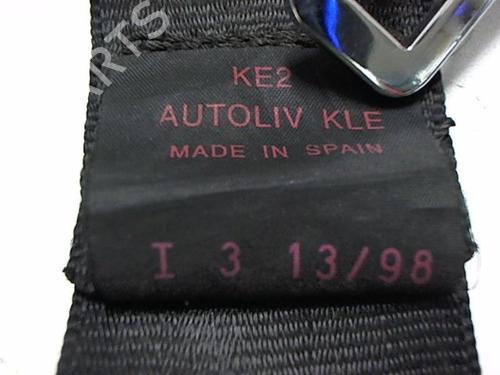 KE2
AUTOLIV KLE
MADE IN SPAIN
I 3 13/98